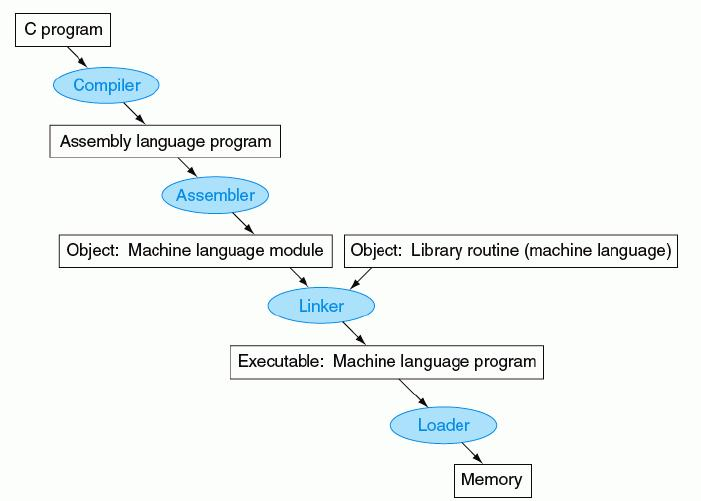 C program
Compiler
Assembly language program
Assembler
Object: Machine language module
Object: Library routine (machine language)
Linker
Executable: Machine language program
Loader
Memory